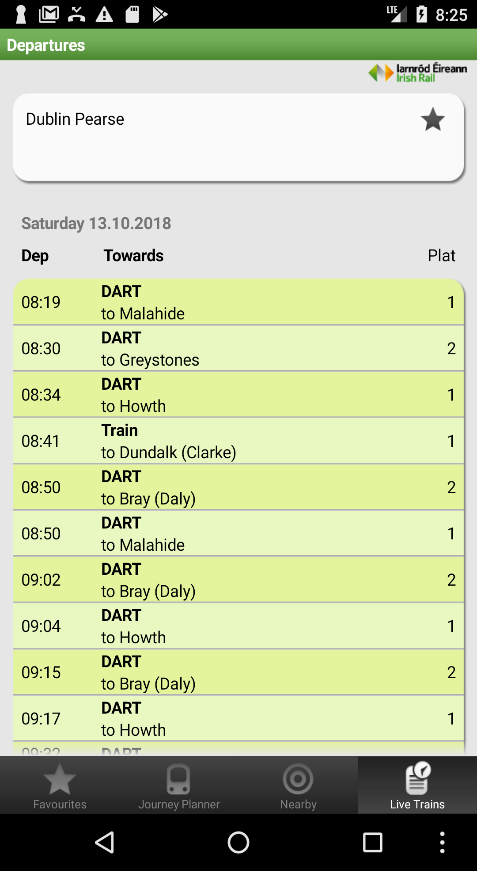 LTE 8:25
Departures
Iarnród Éireann
Irish Rail
Dublin Pearse
Saturday 13.10.2018
Dep Towards Plat
08:19 DART 1
to Malahide
08:30 DART 2
to Greystones
08:34 DART 1
to Howth
08:41 Train 1
to Dundalk (Clarke)
08:50 DART 2
to Bray (Daly)
08:50 DART 1
to Malahide
09:02 DART 2
to Bray (Daly)
09:04 DART 1
to Howth
09:15 DART 2
to Bray (Daly)
09:17 DART 1
to Howth
09:32 DART
Favourites Journey Planner Nearby Live Trains